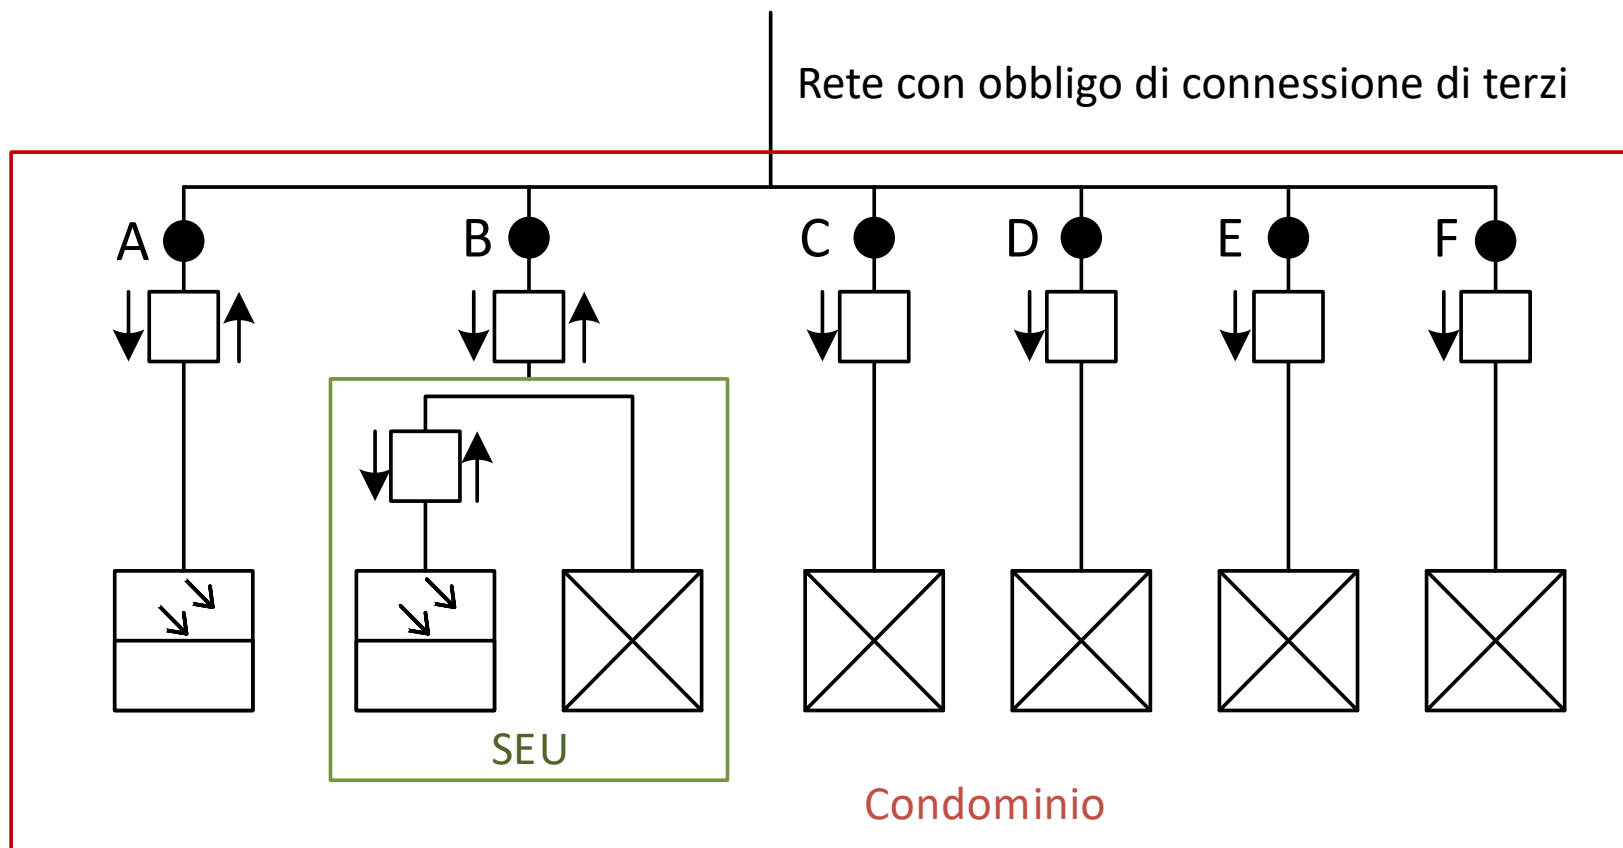 Rete con obbligo di connessione di terzi
A B C D E F
SEU
Condominio